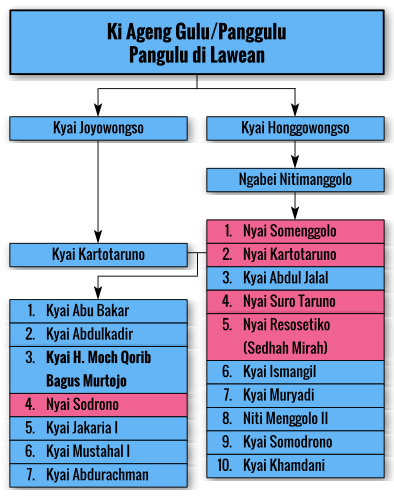 Ki Ageng Gulu/Panggulu
Pangulu di Lawean
Kyai Joyowongso
Kyai Honggowongso
Ngabei Nitimanggolo
Kyai Kartotaruno
1. Nyai Somenggolo
2. Nyai Kartotaruno
3. Kyai Abdul Jalal
4. Nyai Suro Taruno
5. Nyai Resosetiko
(Sedhah Mirah)
6. Kyai Ismangil
7. Kyai Muryadi
8. Niti Menggolo II
9. Kyai Somodrono
10. Kyai Khamdani
1. Kyai Abu Bakar
2. Kyai Abdulkadir
3. Kyai H. Moch Qorib
Bagus Murtojo
4. Nyai Sodrono
5. Kyai Jakaria I
6. Kyai Mustahal I
7. Kyai Abdurachman